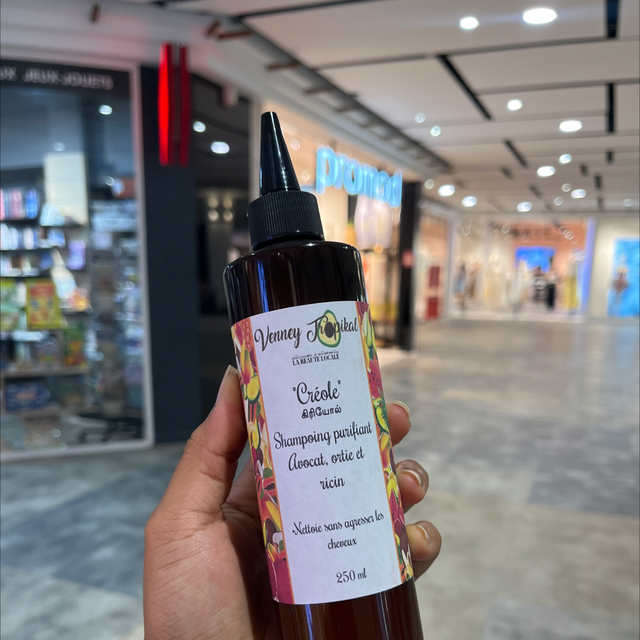 UX JEUX-JOUETS
promod
Venney Tropikal
LA BEAUTÉ LOCALE
"Créole"
கிரியோல்
Shampoing purifiant
Avocat, ortie et
ricin
Nettoie sans agresser les
cheveux
250 ml